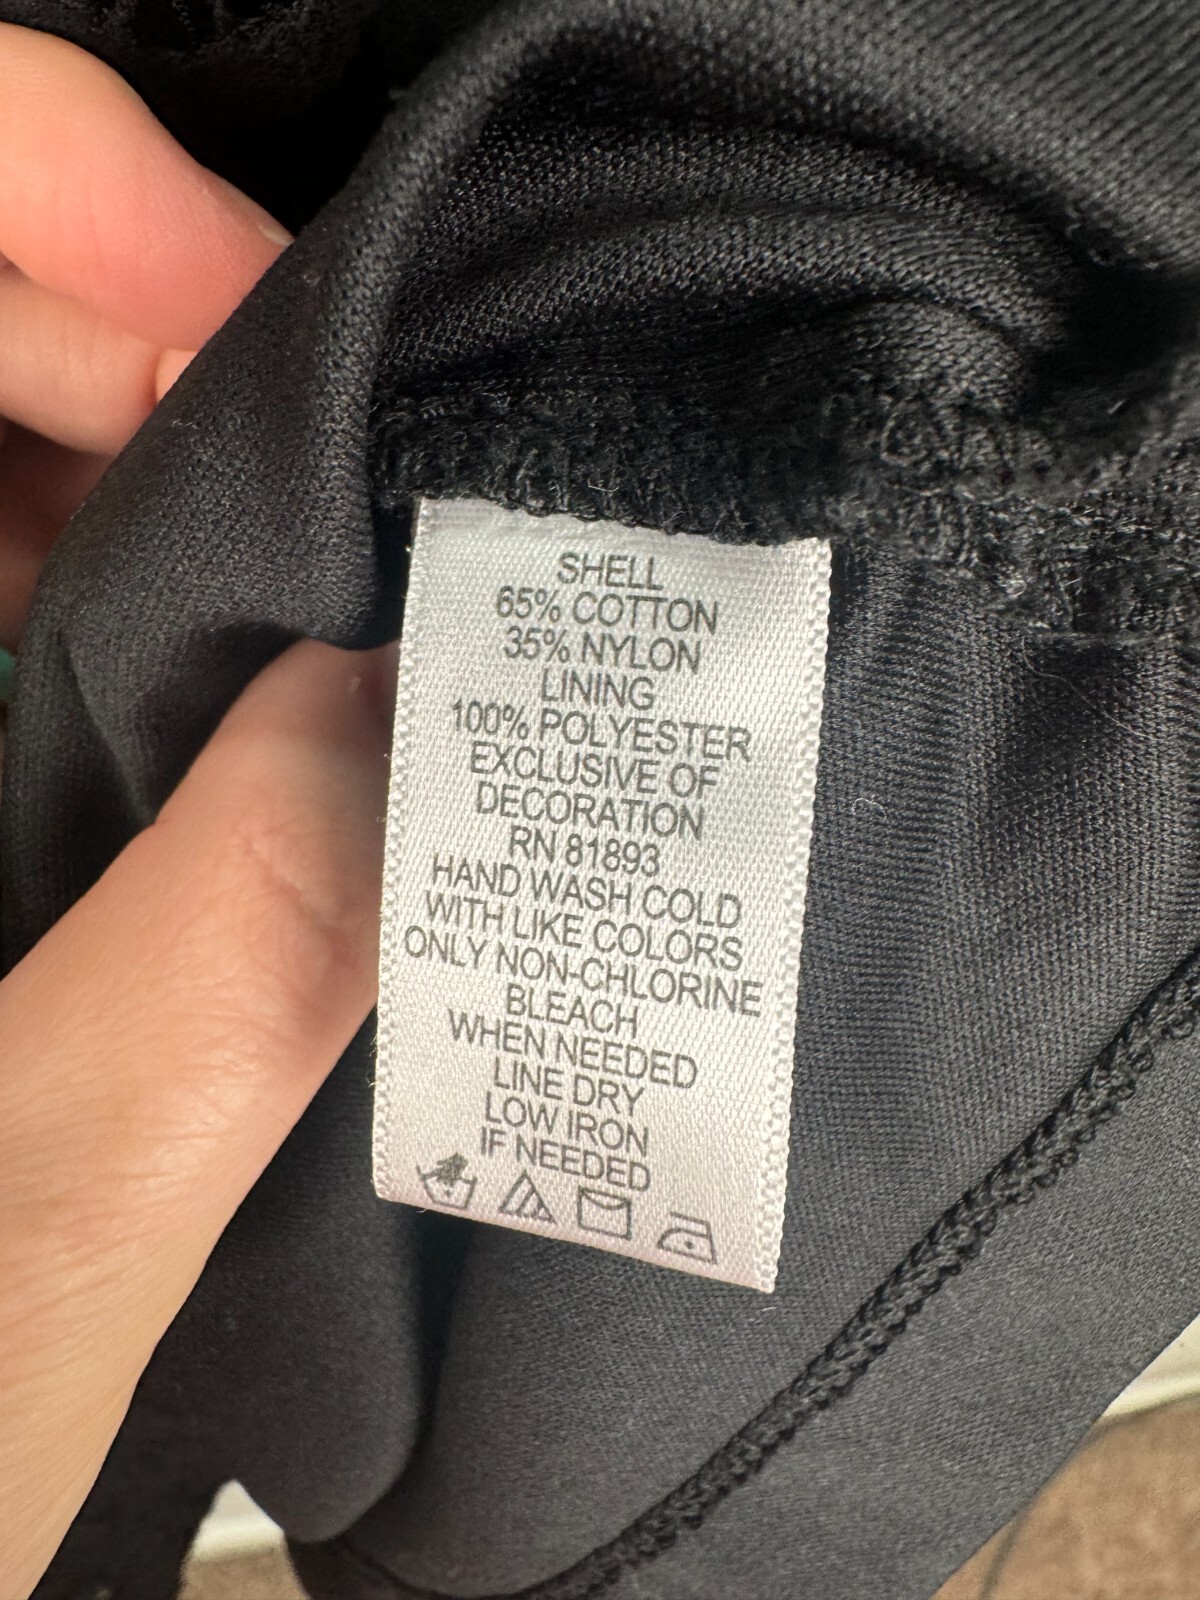 SHELL
65% COTTON
35% NYLON
LINING
100% POLYESTER
EXCLUSIVE OF
DECORATION
RN 81893
HAND WASH COLD
WITH LIKE COLORS
ONLY NON-CHLORINE
BLEACH
WHEN NEEDED
LINE DRY
LOW IRON
IF NEEDED